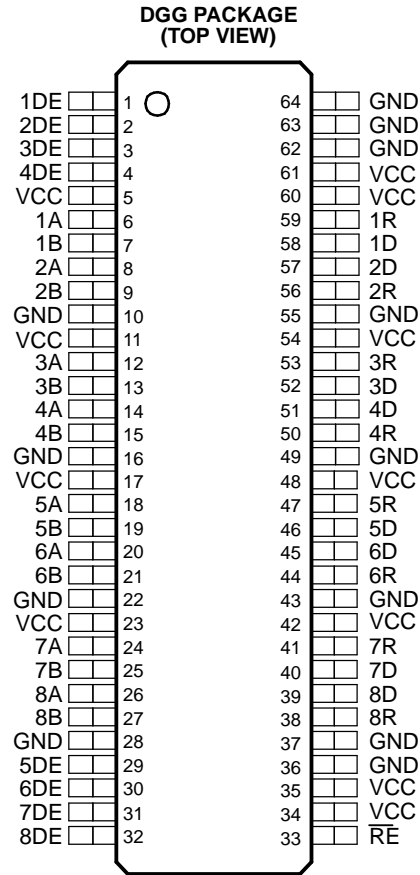 DGG PACKAGE
(TOP VIEW)
1DE 1 64 GND
2DE 2 63 GND
3DE 3 62 GND
4DE 4 61 VCC
VCC 5 60 VCC
1A 6 59 1R
1B 7 58 1D
2A 8 57 2D
2B 9 56 2R
GND 10 55 GND
VCC 11 54 VCC
3A 12 53 3R
3B 13 52 3D
4A 14 51 4D
4B 15 50 4R
GND 16 49 GND
VCC 17 48 VCC
5A 18 47 5R
5B 19 46 5D
6A 20 45 6D
6B 21 44 6R
GND 22 43 GND
VCC 23 42 VCC
7A 24 41 7R
7B 25 40 7D
8A 26 39 8D
8B 27 38 8R
GND 28 37 GND
5DE 29 36 GND
6DE 30 35 VCC
7DE 31 34 VCC
8DE 32 33 R̅E̅